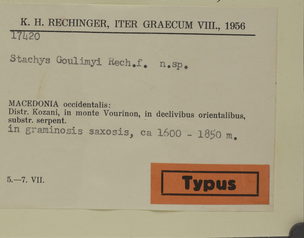 K. H. RECHINGER, ITER GRAECUM VIII., 1956
17420
Stachys Goulimyi Rech.f. n.sp.
MACEDONIA occidentalis:
Distr. Kozani, in monte Vourinon, in declivibus orientalibus,
substr. serpent.
in graminosis saxosis, ca 1600 - 1850 m.
Typus
5.—7. VII.